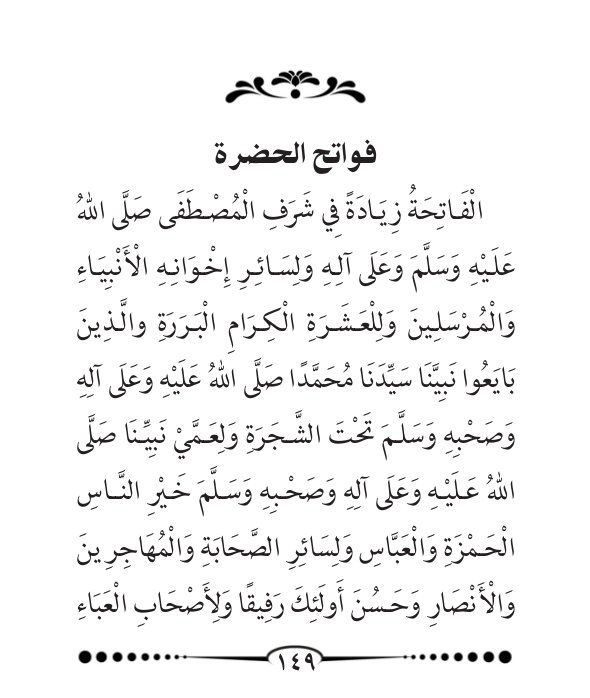 فواتح الحضرة
الْفَاتِحَةُ زِيَادَةً فِي شَرَفِ الْمُصْطَفَى صَلَّى اللهُ
عَلَيْهِ وَسَلَّمَ وَعَلَى آلِهِ وَلِسَائِرِ إِخْوَانِهِ الْأَنْبِيَاءِ
وَالْمُرْسَلِينَ وَلِلْعَشَرَةِ الْكِرَامِ الْبَرَرَةِ والَّذِينَ
بَايَعُوا نَبِيَّنَا سَيِّدَنَا مُحَمَّدًا صَلَّى اللهُ عَلَيْهِ وَعَلَى آلِهِ
وَصَحْبِهِ وَسَلَّمَ تَحْتَ الشَّجَرَةِ وَلِعَمَّيْ نَبِيِّنَا صَلَّى
اللهُ عَلَيْهِ وَعَلَى آلِهِ وَصَحْبِهِ وَسَلَّمَ خَيْرِ النَّاسِ
الْحَمْزَةِ وَالْعَبَّاسِ وَلِسَائِرِ الصَّحَابَةِ وَالْمُهَاجِرِينَ
وَالْأَنْصَارِ وَحَسُنَ أُولَئِكَ رَفِيقًا وَلِأَصْحَابِ الْعَبَاءِ
١٤٩